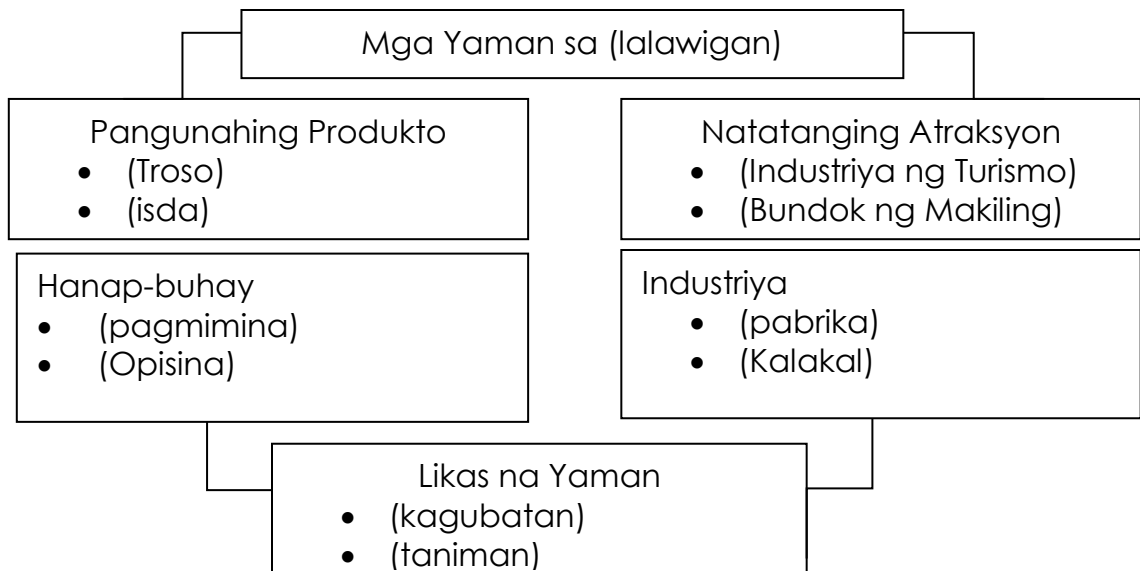 Mga Yaman sa (lalawigan)
Pangunahing Produkto
• (Troso)
• (isda)
Natatanging Atraksyon
• (Industriya ng Turismo)
• (Bundok ng Makiling)
Hanap-buhay
• (pagmimina)
• (Opisina)
Industriya
• (pabrika)
• (Kalakal)
Likas na Yaman
• (kagubatan)
• (taniman)